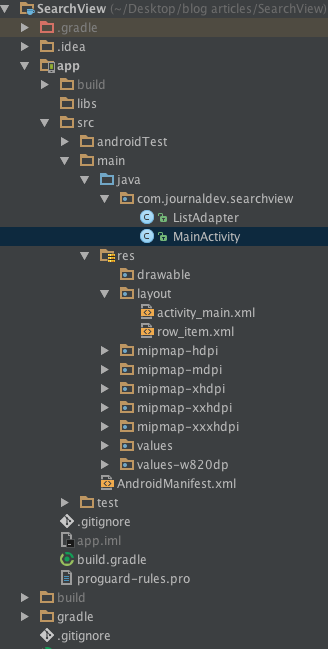 SearchView (~/Desktop/blog articles/SearchView)
.gradle
.idea
app
build
libs
src
androidTest
main
java
com.journaldev.searchview
ListAdapter
MainActivity
res
drawable
layout
activity_main.xml
row_item.xml
mipmap-hdpi
mipmap-mdpi
mipmap-xhdpi
mipmap-xxhdpi
mipmap-xxxhdpi
values
values-w820dp
AndroidManifest.xml
test
.gitignore
app.iml
build.gradle
proguard-rules.pro
build
gradle
.gitignore